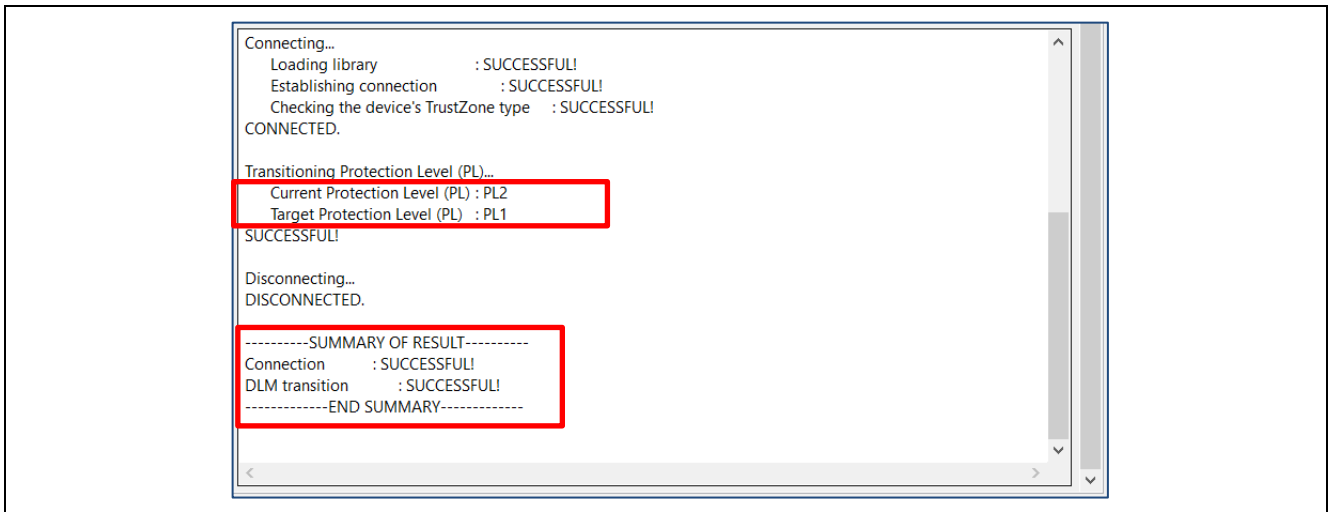 Connecting...
Loading library : SUCCESSFUL!
Establishing connection : SUCCESSFUL!
Checking the device's TrustZone type : SUCCESSFUL!
CONNECTED.
Transitioning Protection Level (PL)...
Current Protection Level (PL) : PL2
Target Protection Level (PL) : PL1
SUCCESSFUL!
Disconnecting...
DISCONNECTED.
----------SUMMARY OF RESULT----------
Connection : SUCCESSFUL!
DLM transition : SUCCESSFUL!
-------------END SUMMARY-------------